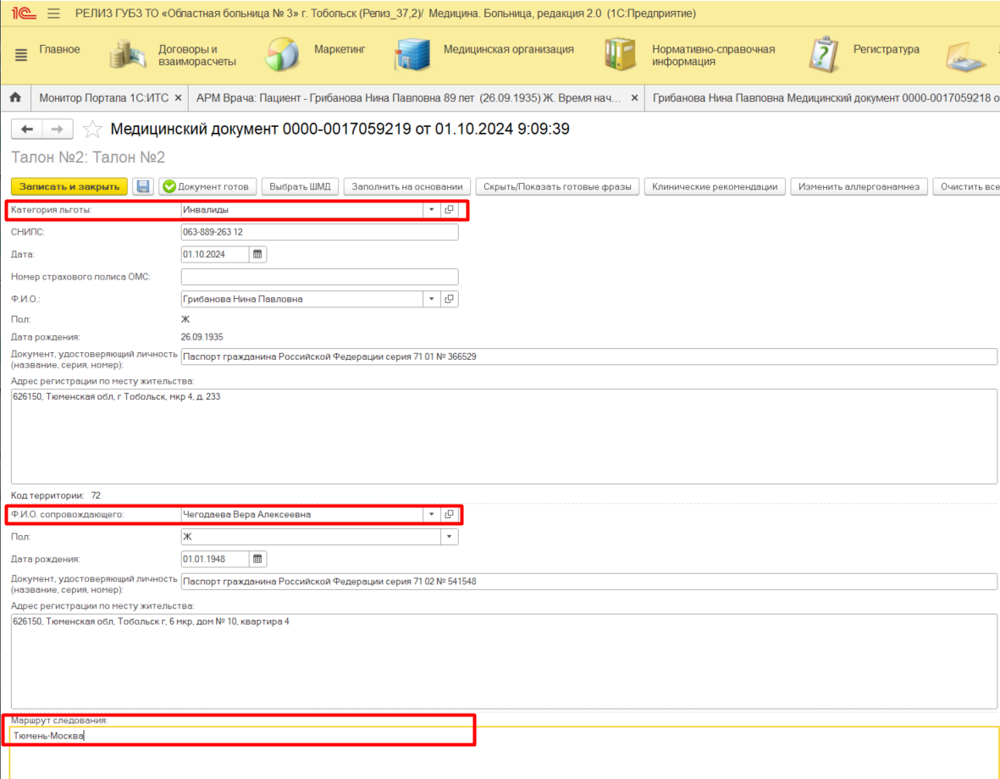 1С РЕЛИЗ ГУБЗ ТО «Областная больница № 3» г. Тобольск (Релиз_37,2)/ Медицина. Больница, редакция 2.0 (1С:Предприятие)
Главное
Договоры и
взаиморасчеты
Маркетинг
Медицинская организация
Нормативно-справочная
информация
Регистратура
Монитор Портала 1С:ИТС × АРМ Врача: Пациент - Грибанова Нина Павловна 89 лет (26.09.1935) Ж. Время нач... × Грибанова Нина Павловна Медицинский документ 0000-0017059218 о
Медицинский документ 0000-0017059219 от 01.10.2024 9:09:39
Талон №2: Талон №2
Записать и закрыть Документ готов Выбрать ШМД Заполнить на основании Скрыть/Показать готовые фразы Клинические рекомендации Изменить аллергоанамнез Очистить все
Категория льготы: Инвалиды
СНИЛС: 063-889-263 12
Дата: 01.10.2024
Номер страхового полиса ОМС:
Ф.И.О.: Грибанова Нина Павловна
Пол: Ж
Дата рождения: 26.09.1935
Документ, удостоверяющий личность
(название, серия, номер): Паспорт гражданина Российской Федерации серия 71 01 № 366529
Адрес регистрации по месту жительства:
626150, Тюменская обл, г Тобольск, мкр 4, д. 233
Код территории: 72
Ф.И.О. сопровождающего: Чегодаева Вера Алексеевна
Пол: Ж
Дата рождения: 01.01.1948
Документ, удостоверяющий личность
(название, серия, номер): Паспорт гражданина Российской Федерации серия 71 02 № 541548
Адрес регистрации по месту жительства:
626150, Тюменская обл, Тобольск г, 6 мкр, дом № 10, квартира 4
Маршрут следования:
Тюмень-Москва